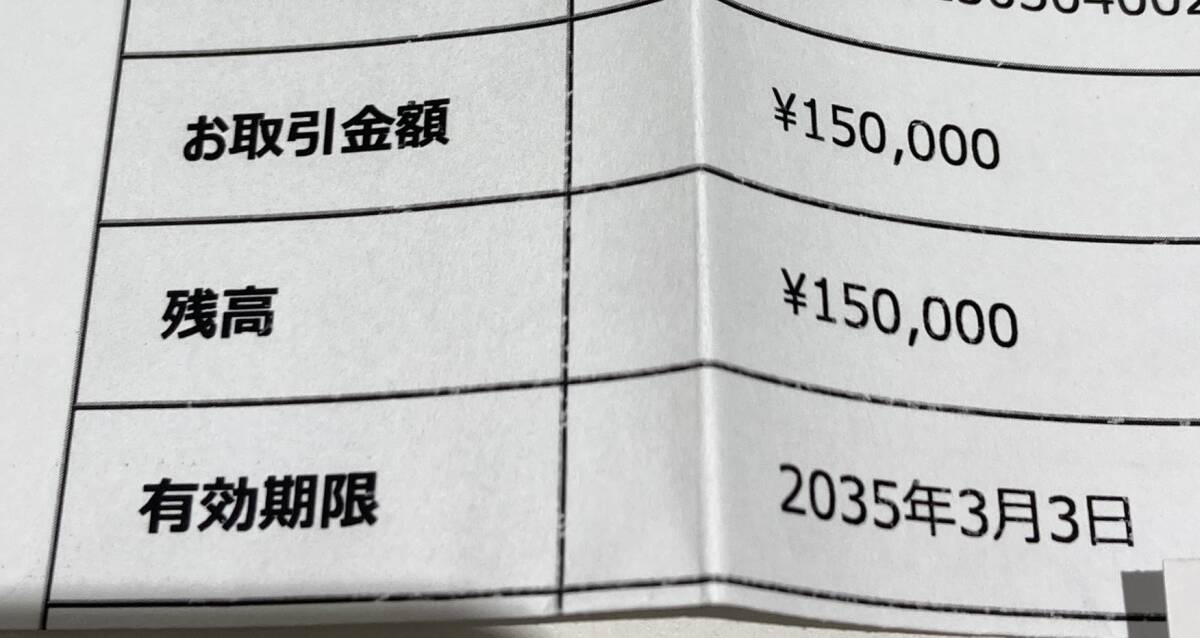 お取引金額 ¥150,000
残高 ¥150,000
有効期限 2035年3月3日